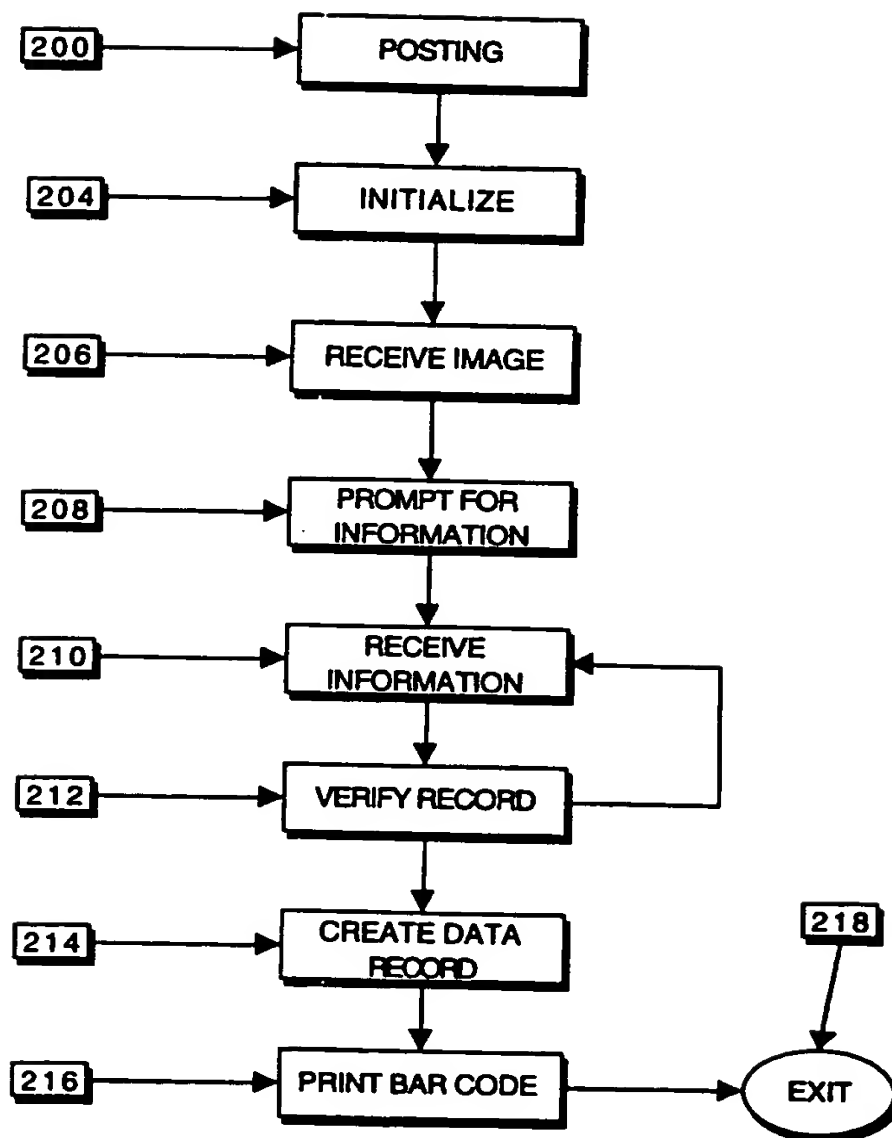 200
POSTING
204
INITIALIZE
206
RECEIVE IMAGE
208
PROMPT FOR
INFORMATION
210
RECEIVE
INFORMATION
212
VERIFY RECORD
214
CREATE DATA
RECORD
218
216
PRINT BAR CODE
EXIT